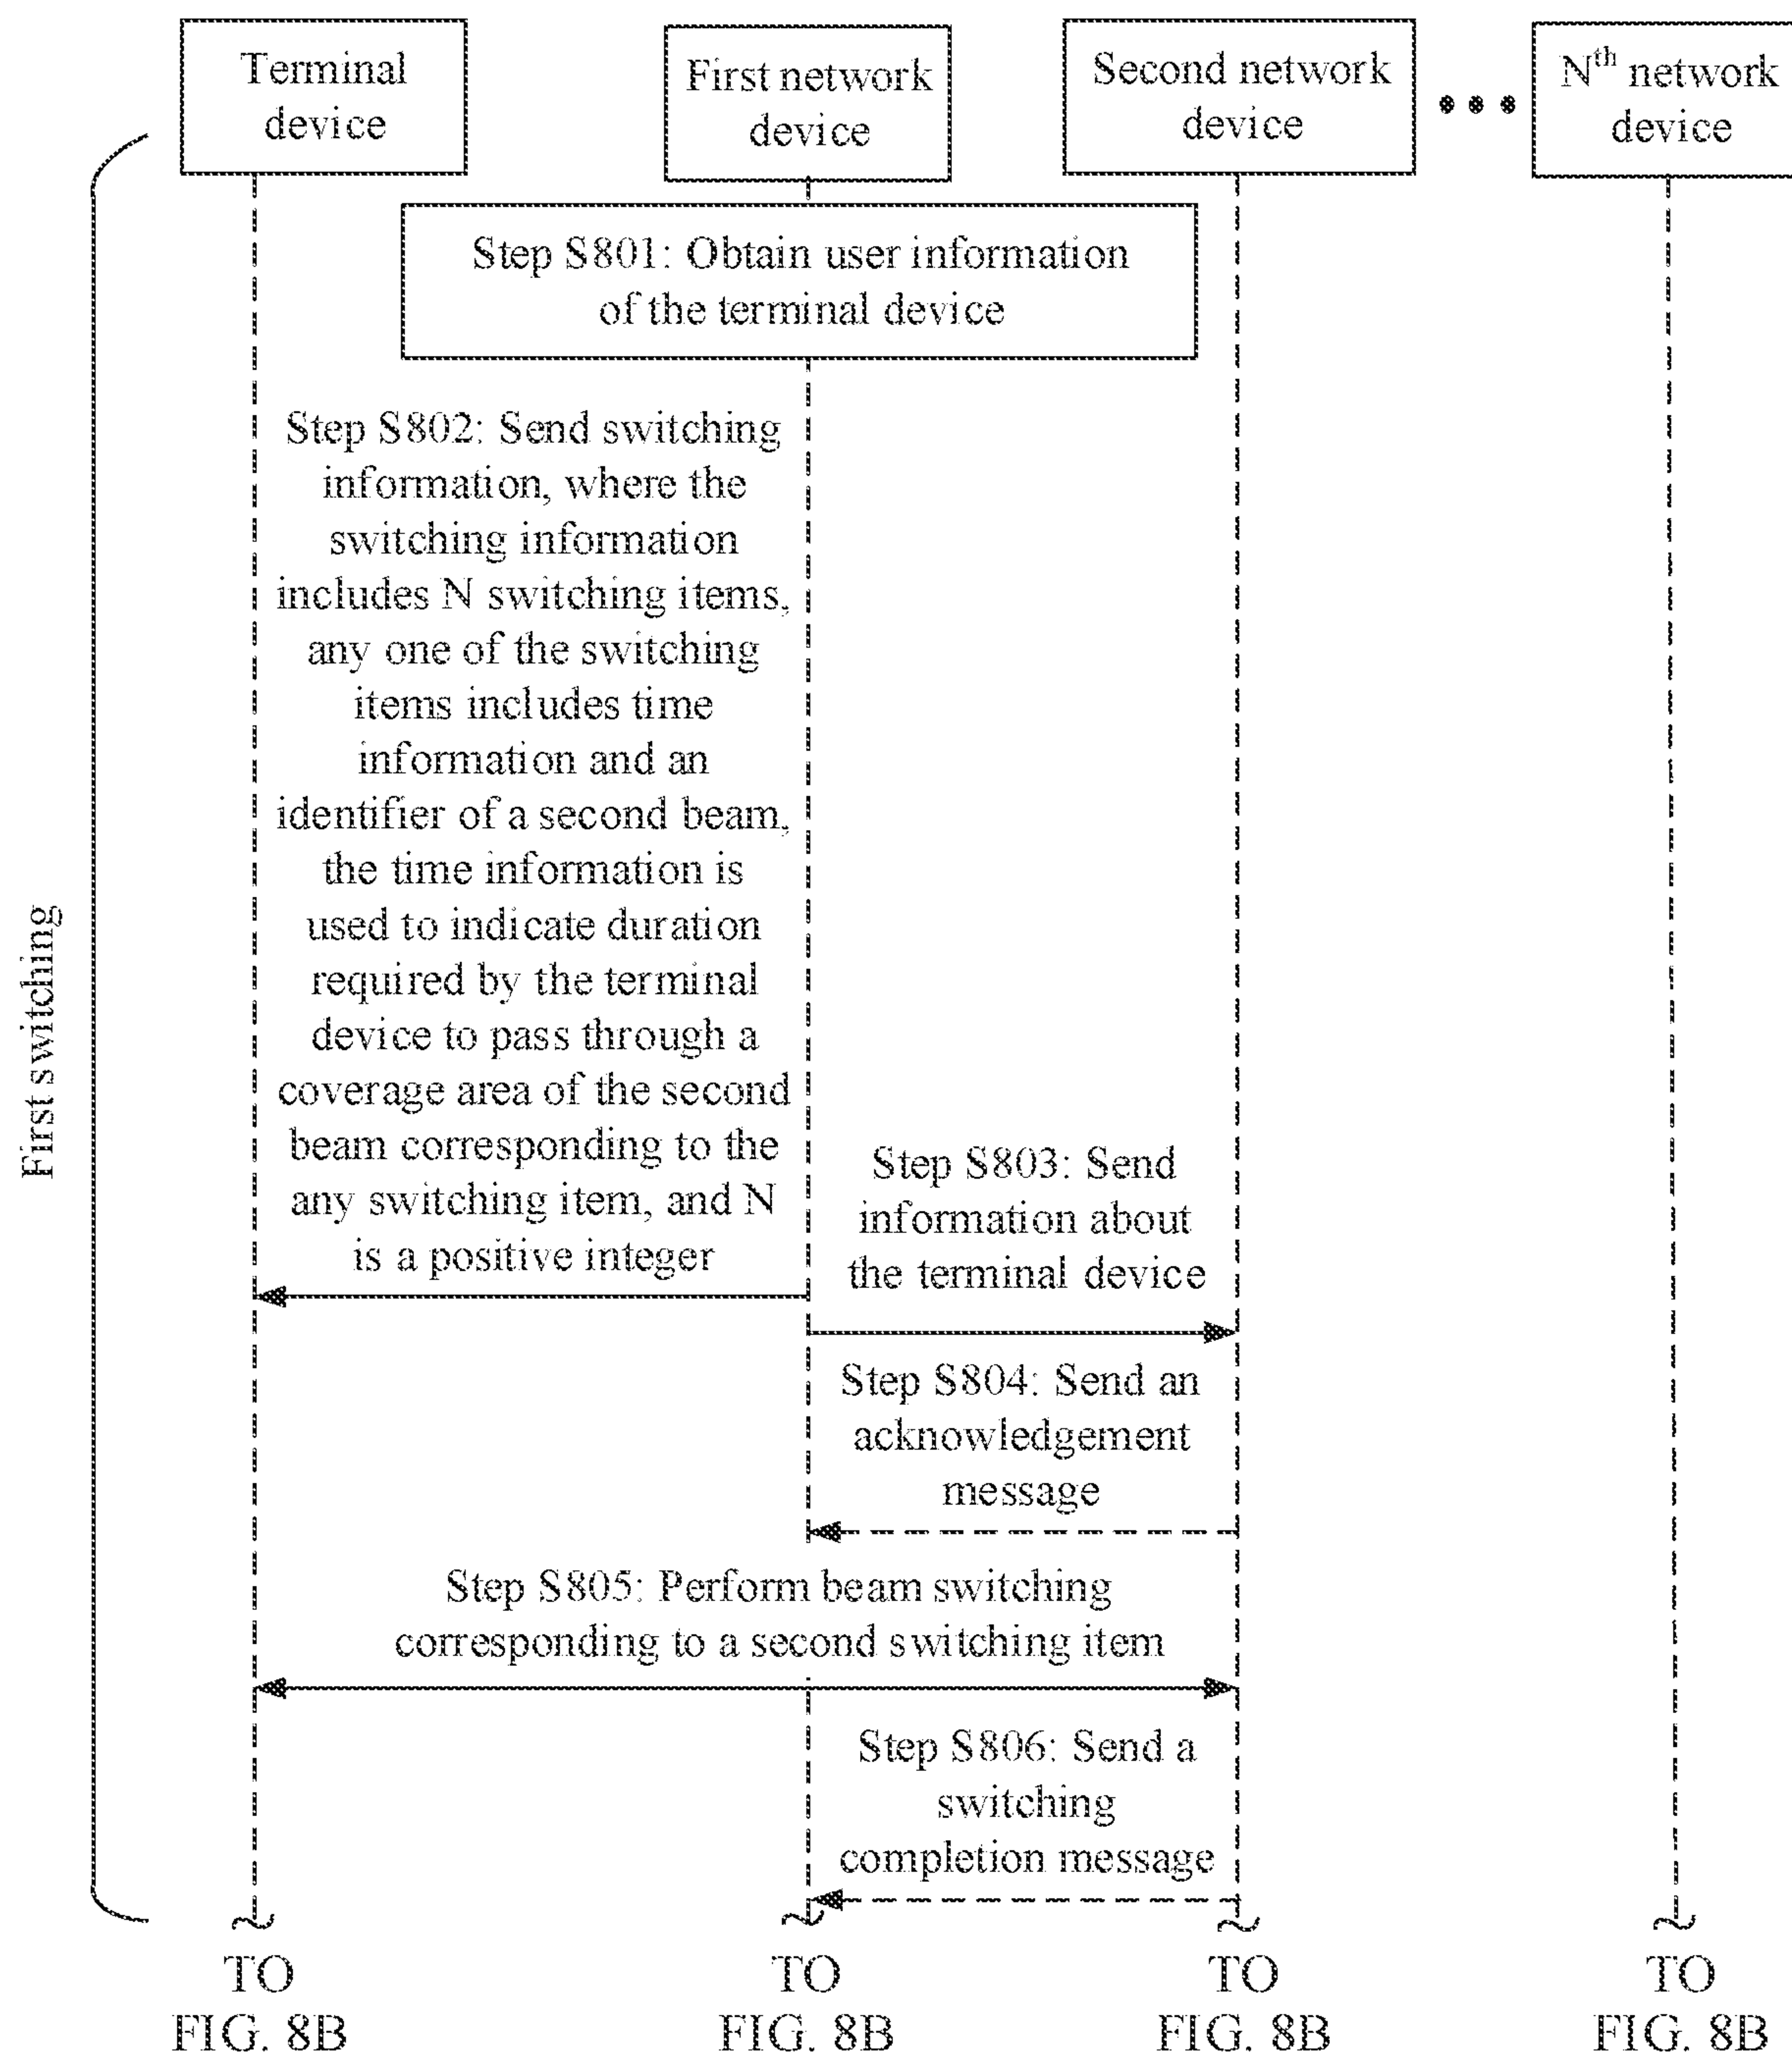 Terminal
device
First network
device
Second network
device
Nth network
device
Step S801: Obtain user information
of the terminal device
Step S802: Send switching
information, where the
switching information
includes N switching items,
any one of the switching
items includes time
information and an
identifier of a second beam,
the time information is
used to indicate duration
required by the terminal
device to pass through a
coverage area of the second
beam corresponding to the
any switching item, and N
is a positive integer
Step S803: Send
information about
the terminal device
Step S804: Send an
acknowledgement
message
Step S805: Perform beam switching
corresponding to a second switching item
Step S806: Send a
switching
completion message
First switching
TO
FIG. 8B
TO
FIG. 8B
TO
FIG. 8B
TO
FIG. 8B